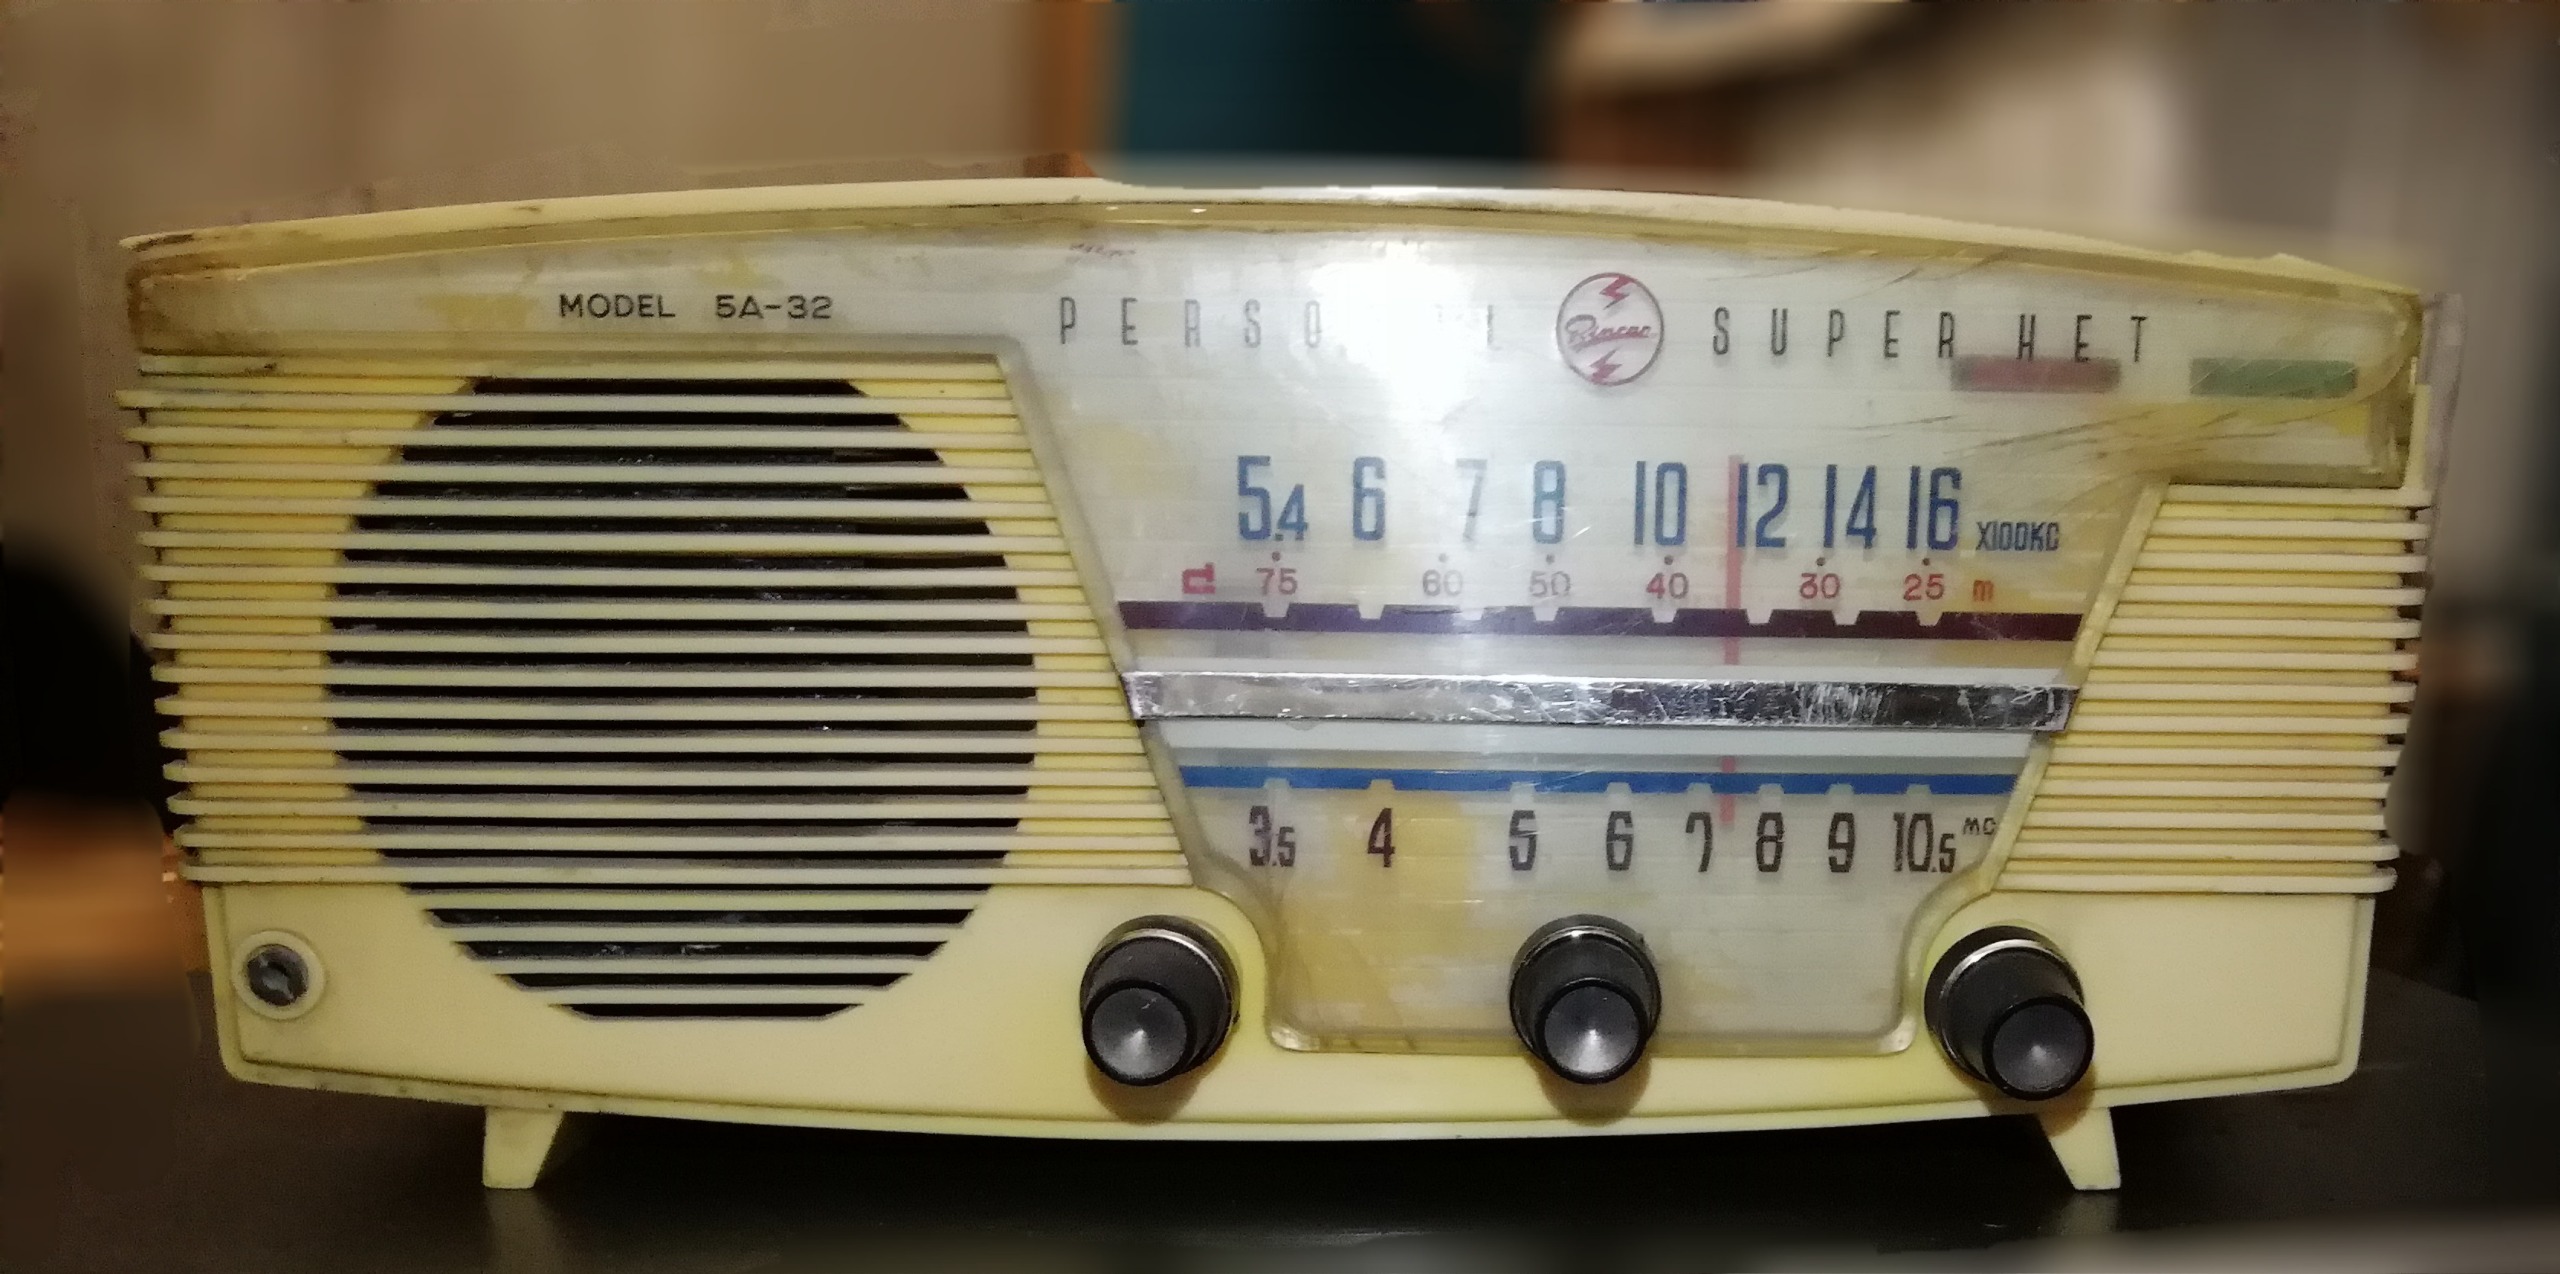 MODEL 5A-32
PERSO L SUPER HET
5.4 6 7 8 10 12 14 16 X100KC
75 60 50 40 30 25 m
3.5 4 5 6 7 8 9 10.5 MC